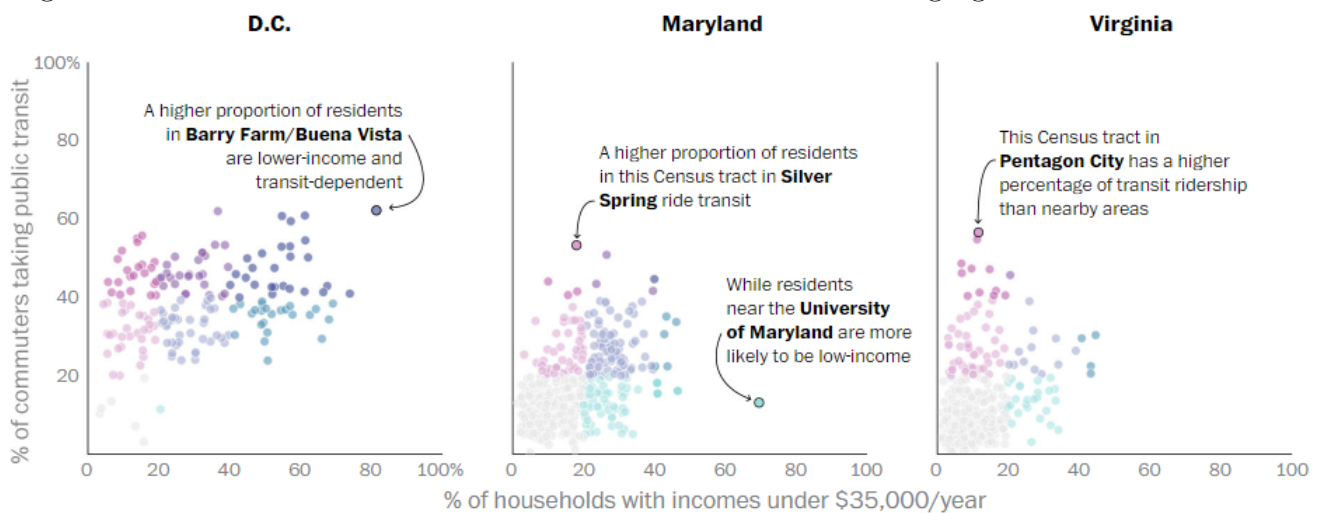 D.C.
Maryland
Virginia
100%
80
60
40
20
% of commuters taking public transit
A higher proportion of residents
in Barry Farm/Buena Vista
are lower-income and
transit-dependent
0
20
40
60
80
100%
A higher proportion of residents
in this Census tract in Silver
Spring ride transit
While residents
near the University
of Maryland are more
likely to be low-income
0
20
40
60
80
100
This Census tract in
Pentagon City has a higher
percentage of transit ridership
than nearby areas
0
20
40
60
80
100
% of households with incomes under $35,000/year